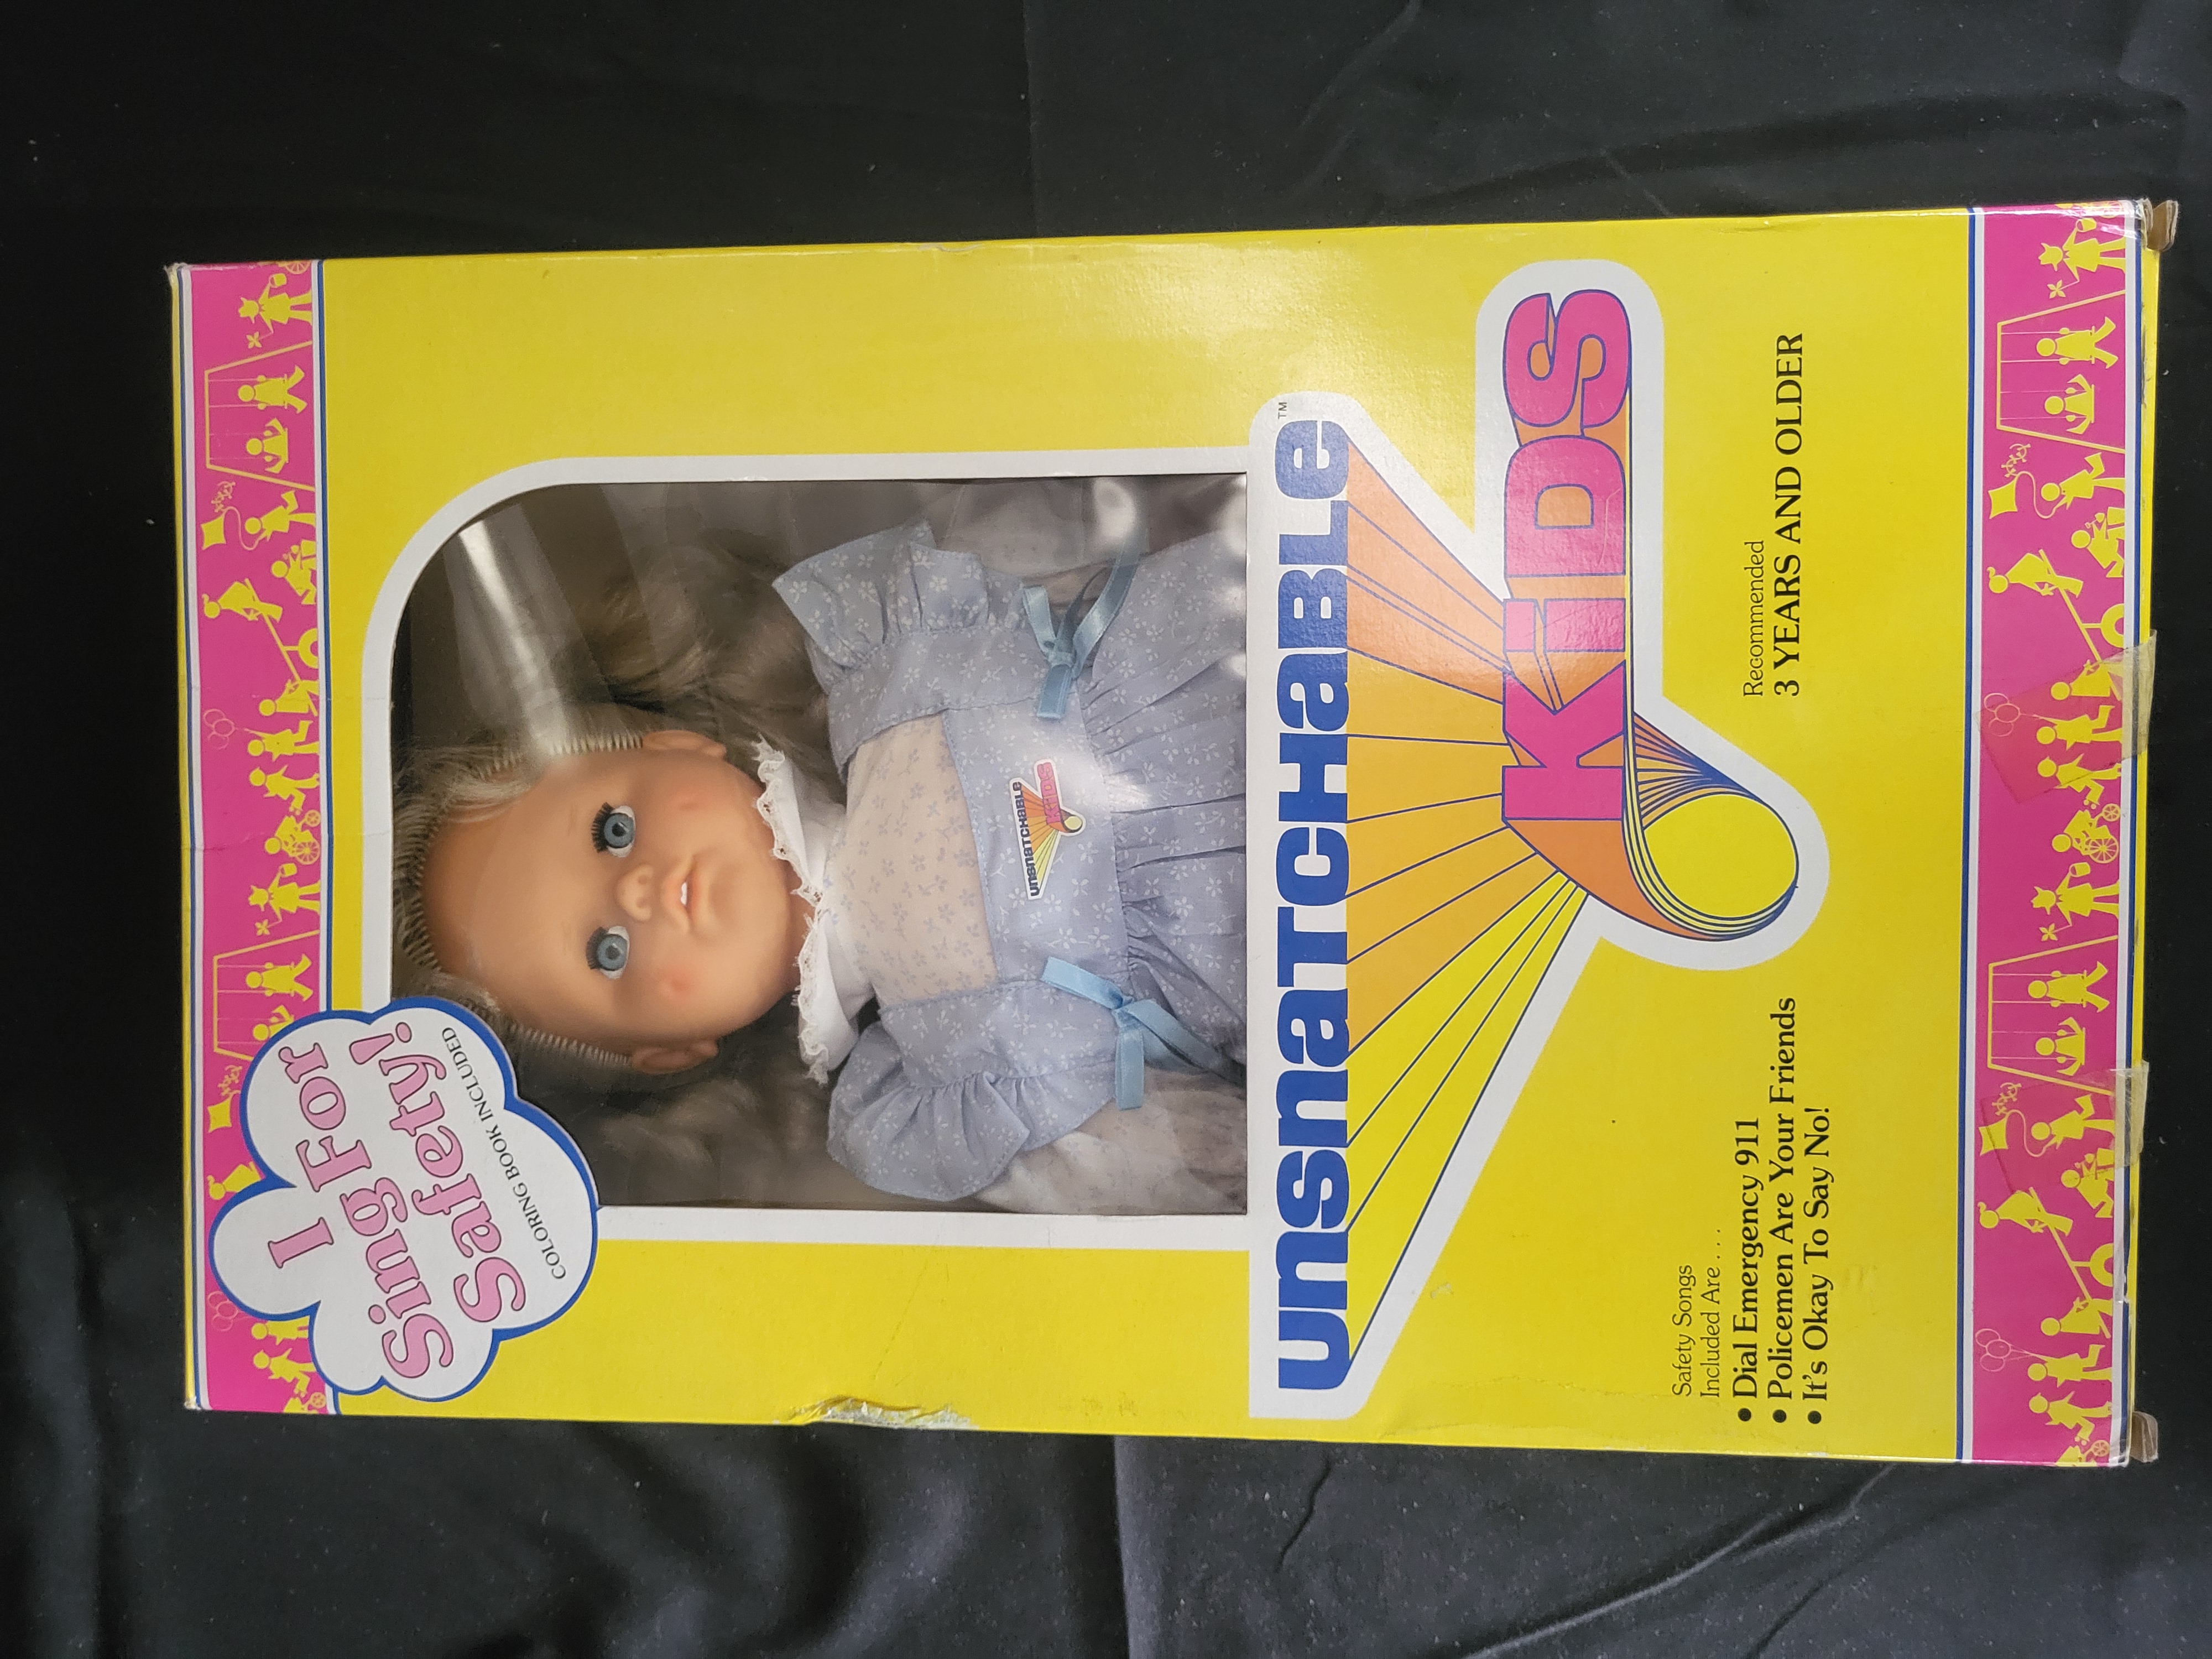 I
Sing For
Safety!
COLORING BOOK INCLUDED
unsnatchable
KiDS
unsnatchable™
KiDS
Safety Songs
Included Are....
• Dial Emergency 911
• Policemen Are Your Friends
• It's Okay To Say No!
Recommended
3 YEARS AND OLDER